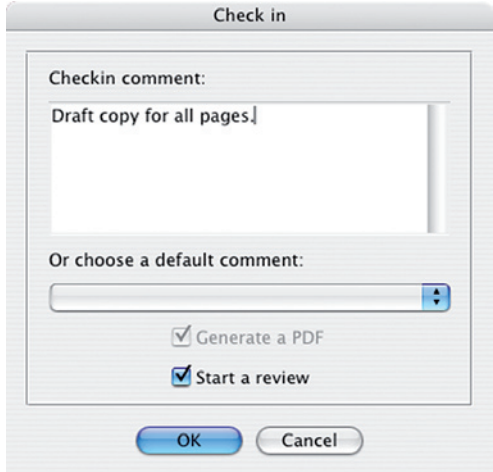 Check in
Checkin comment:
Draft copy for all pages.
Or choose a default comment:
Generate a PDF
Start a review
OK
Cancel